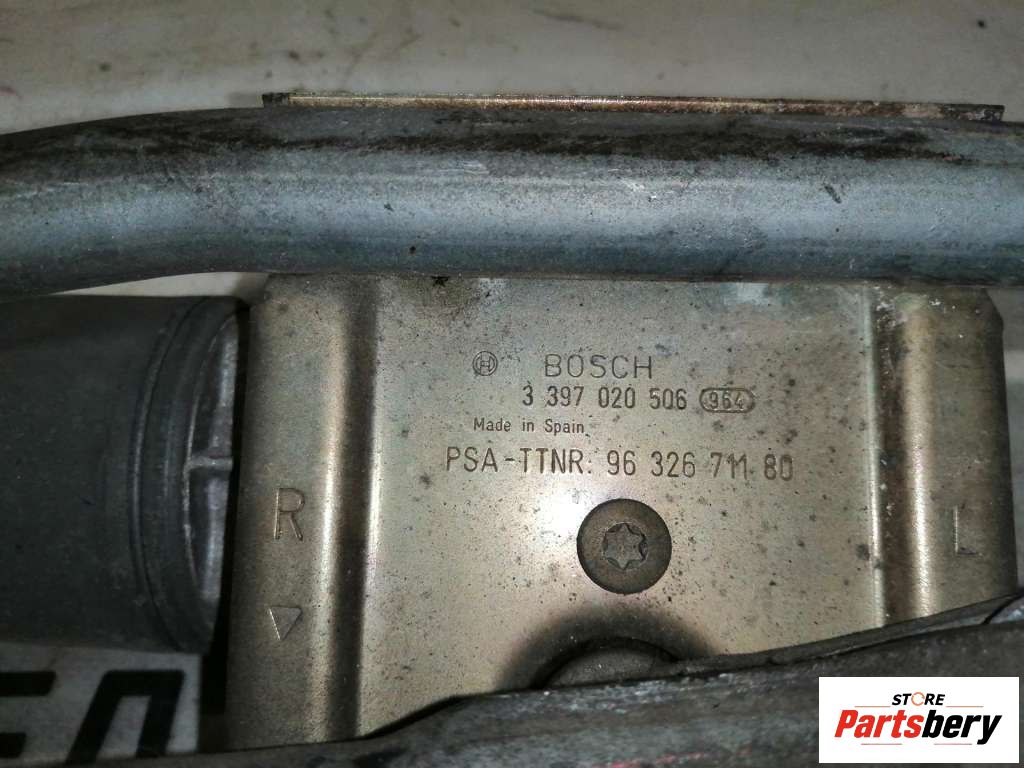 BOSCH
3 397 020 506 964
Made in Spain
PSA-TTNR. 96 326 711 80
R
L
STORE
Partsbery